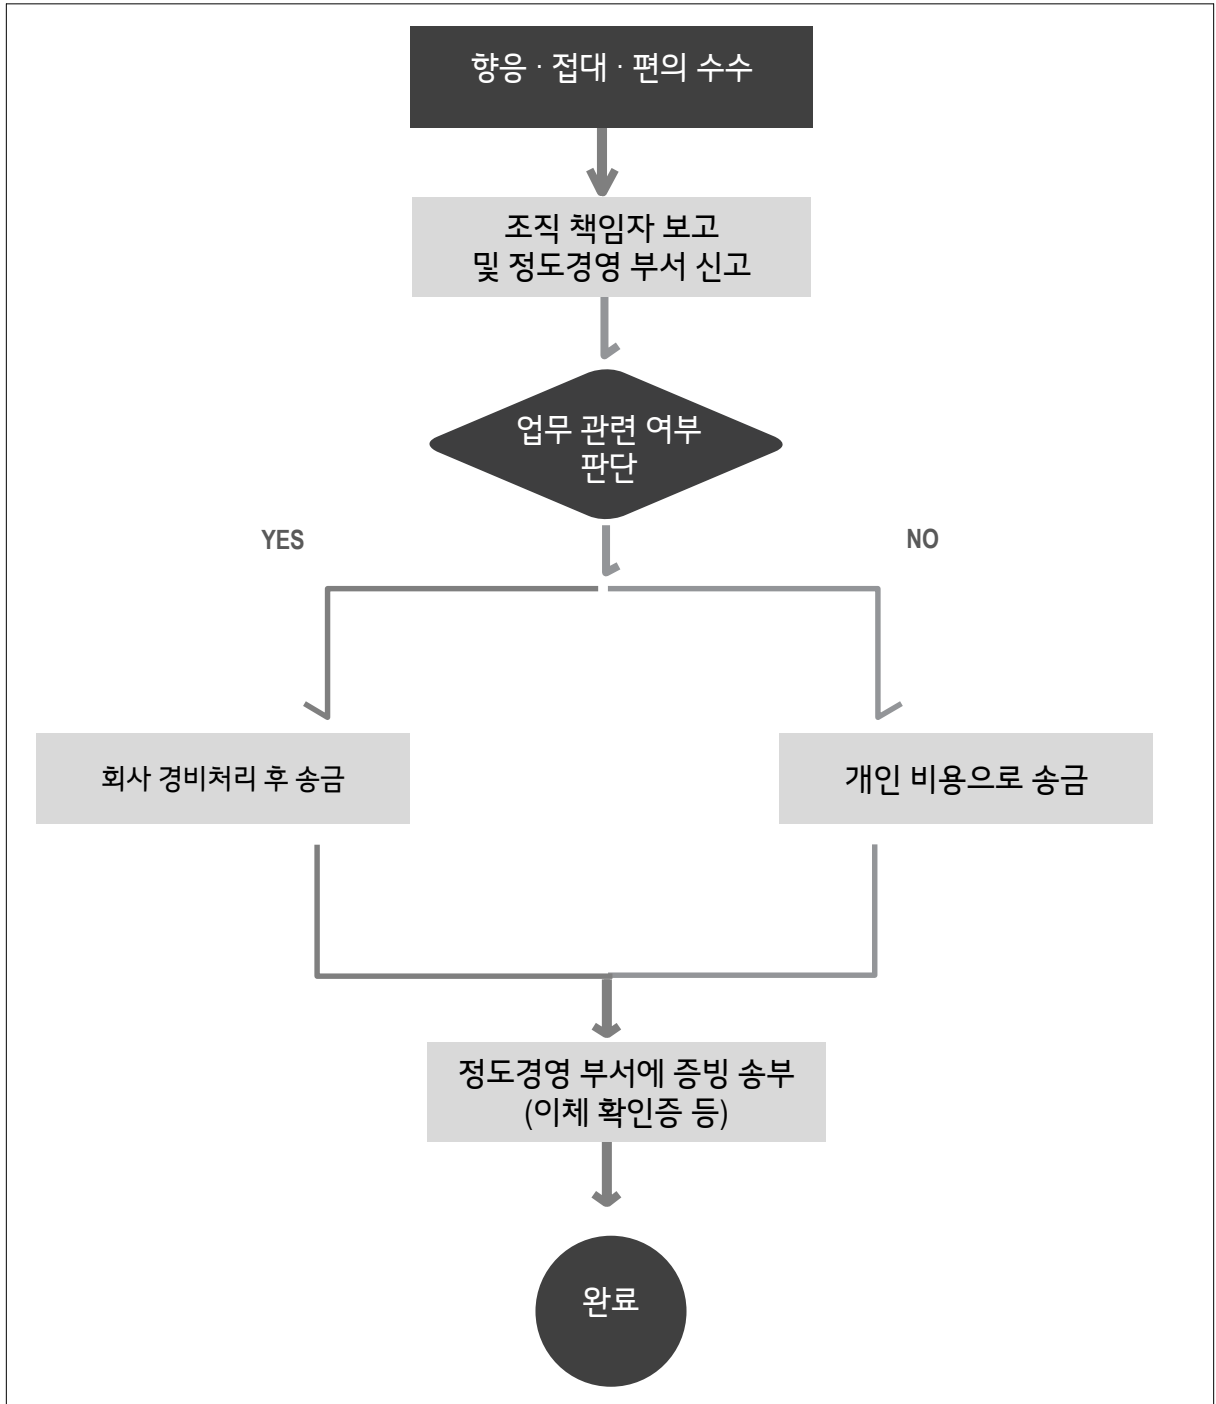 향응 · 접대 · 편의 수수
조직 책임자 보고
및 정도경영 부서 신고
업무 관련 여부
판단
YES
NO
회사 경비처리 후 송금
개인 비용으로 송금
정도경영 부서에 증빙 송부
(이체 확인증 등)
완료